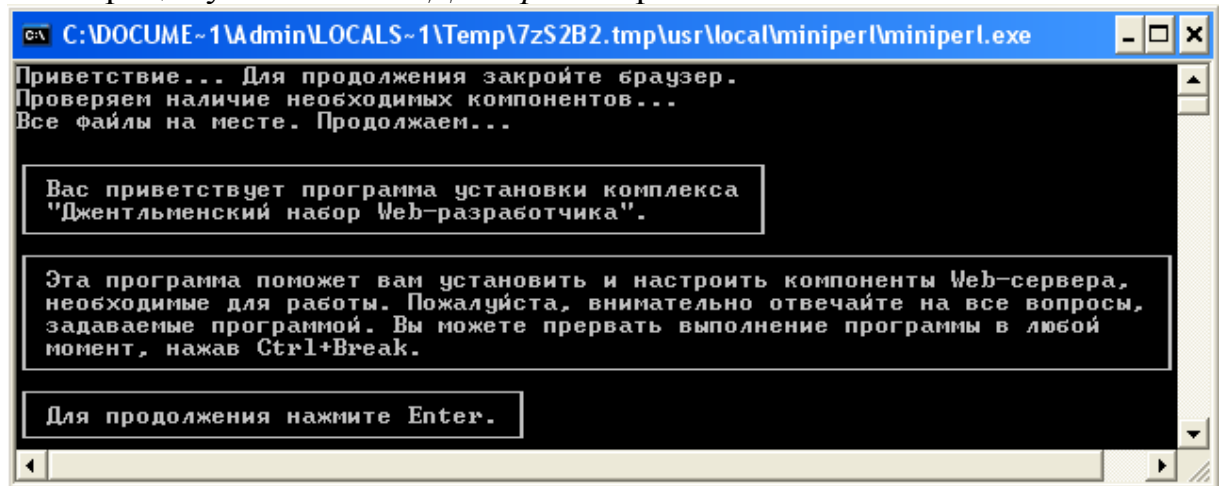 C:\DOCUME~1\Admin\LOCALS~1\Temp\7zS2B2.tmp\usr\local\miniperl\miniperl.exe
Приветствие... Для продолжения закройте браузер.
Проверяем наличие необходимых компонентов...
Все файлы на месте. Продолжаем...
Вас приветствует программа установки комплекса
"Джентльменский набор Web-разработчика".
Эта программа поможет вам установить и настроить компоненты Web-сервера,
необходимые для работы. Пожалуйста, внимательно отвечайте на все вопросы,
задаваемые программой. Вы можете прервать выполнение программы в любой
момент, нажав Ctrl+Break.
Для продолжения нажмите Enter.